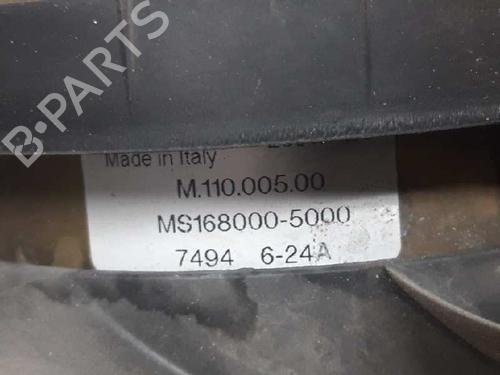 B-PARTS
Made in Italy
M.110.005.00
MS168000-5000
7494 6-24A